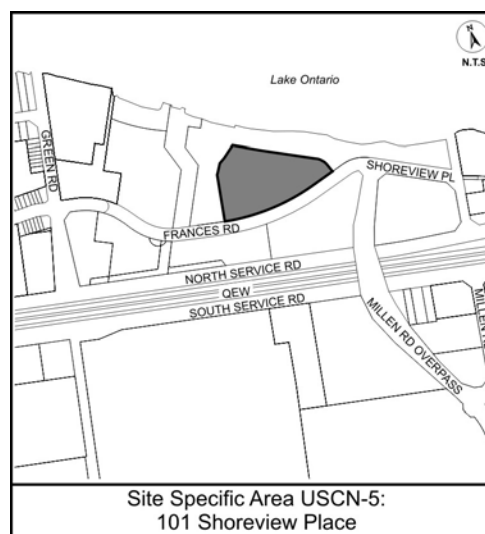 N
N.T.S
Lake Ontario
GREEN RD
SHOREVIEW PL
FRANCES RD
NORTH SERVICE RD
QEW
SOUTH SERVICE RD
MILLEN RD OVERPASS
MILLEN
Site Specific Area USCN-5:
101 Shoreview Place